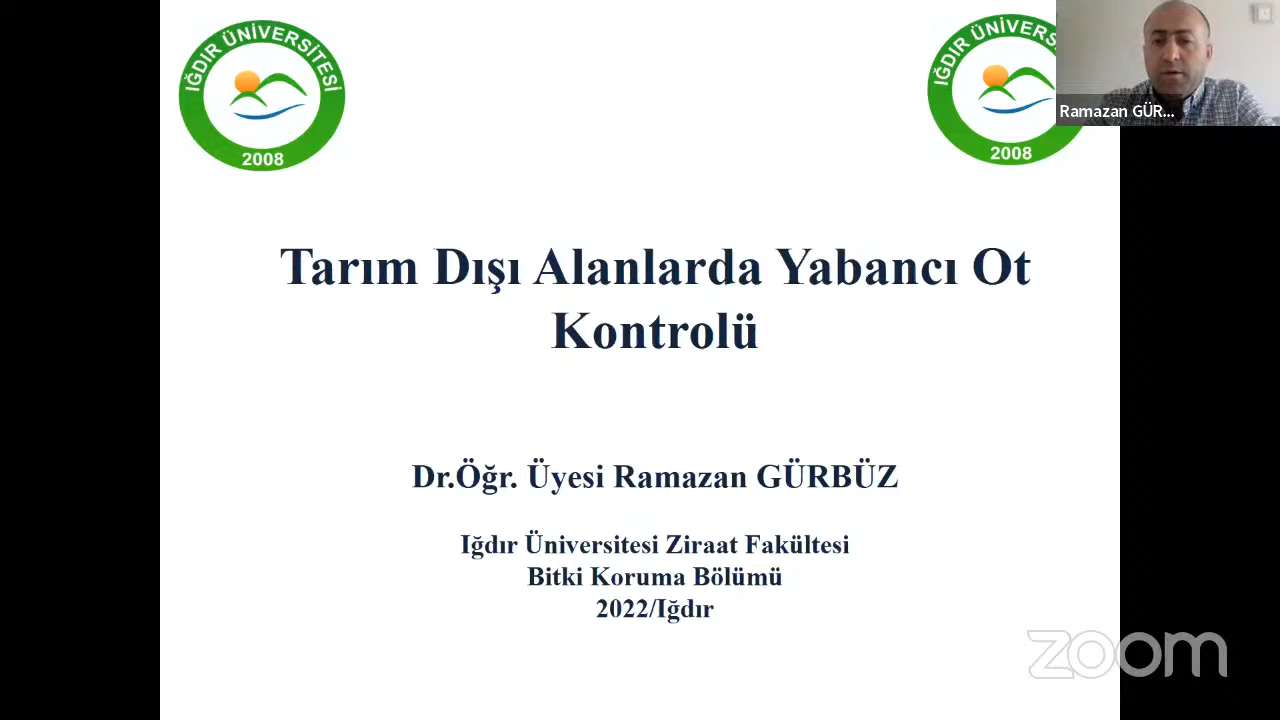 IĞDIR ÜNİVERSİTESİ
2008
IĞDIR ÜNİVERS
2008
Ramazan GÜR...
Tarım Dışı Alanlarda Yabancı Ot
Kontrolü
Dr.Öğr. Üyesi Ramazan GÜRBÜZ
Iğdır Üniversitesi Ziraat Fakültesi
Bitki Koruma Bölümü
2022/Iğdır
zoom